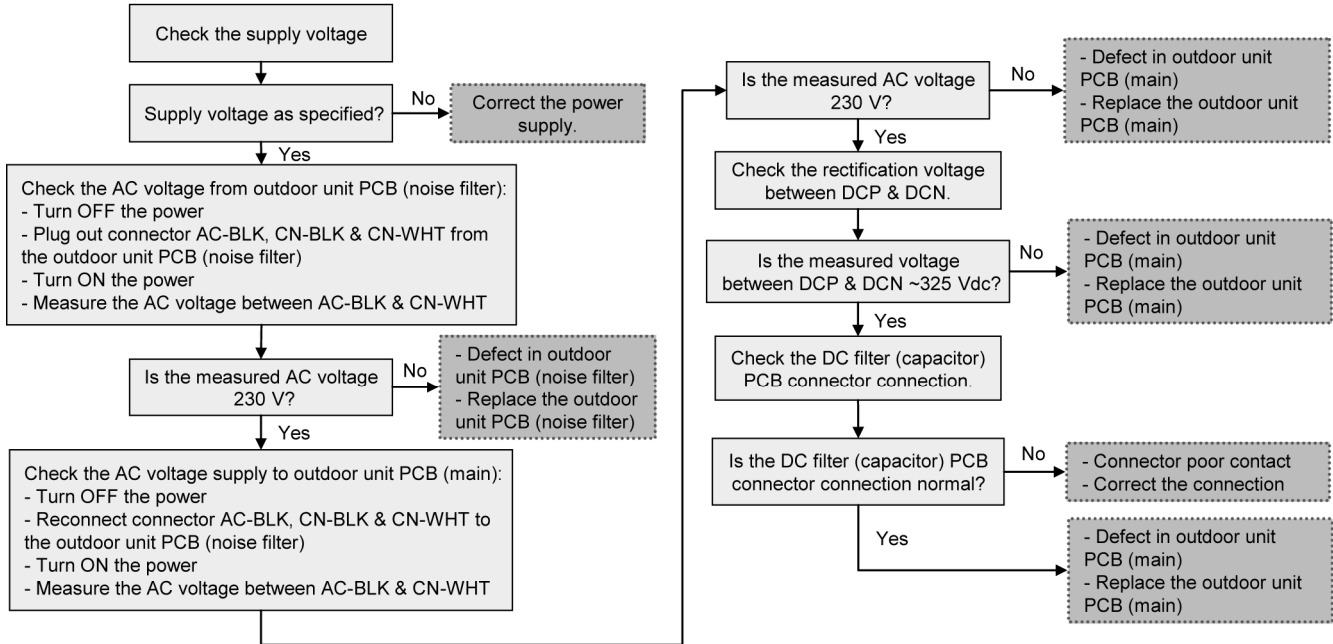 Check the supply voltage
Supply voltage as specified?
No
Correct the power
supply.
Yes
Check the AC voltage from outdoor unit PCB (noise filter):
- Turn OFF the power
- Plug out connector AC-BLK, CN-BLK & CN-WHT from
the outdoor unit PCB (noise filter)
- Turn ON the power
- Measure the AC voltage between AC-BLK & CN-WHT
Is the measured AC voltage
230 V?
No
- Defect in outdoor
unit PCB (noise filter)
- Replace the outdoor
unit PCB (noise filter)
Yes
Check the AC voltage supply to outdoor unit PCB (main):
- Turn OFF the power
- Reconnect connector AC-BLK, CN-BLK & CN-WHT to
the outdoor unit PCB (noise filter)
- Turn ON the power
- Measure the AC voltage between AC-BLK & CN-WHT
Is the measured AC voltage
230 V?
No
- Defect in outdoor unit
PCB (main)
- Replace the outdoor unit
PCB (main)
Yes
Check the rectification voltage
between DCP & DCN.
Is the measured voltage
between DCP & DCN ~325 Vdc?
No
- Defect in outdoor unit
PCB (main)
- Replace the outdoor unit
PCB (main)
Yes
Check the DC filter (capacitor)
PCB connector connection.
Is the DC filter (capacitor) PCB
connector connection normal?
No
- Connector poor contact
- Correct the connection
Yes
- Defect in outdoor unit
PCB (main)
- Replace the outdoor unit
PCB (main)